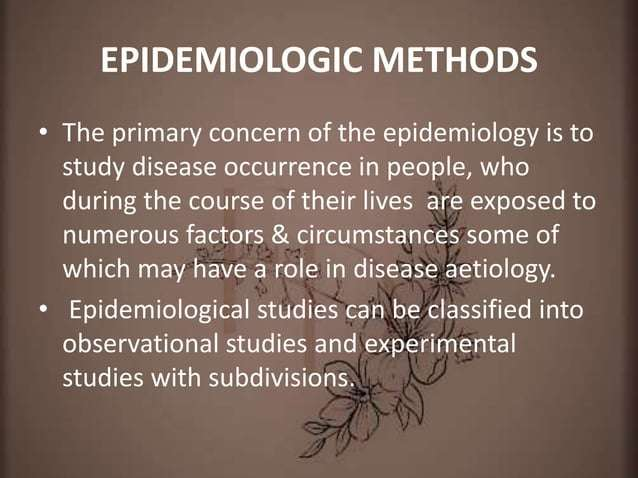 EPIDEMIOLOGIC METHODS
• The primary concern of the epidemiology is to
study disease occurrence in people, who
during the course of their lives are exposed to
numerous factors & circumstances some of
which may have a role in disease aetiology.
• Epidemiological studies can be classified into
observational studies and experimental
studies with subdivisions.